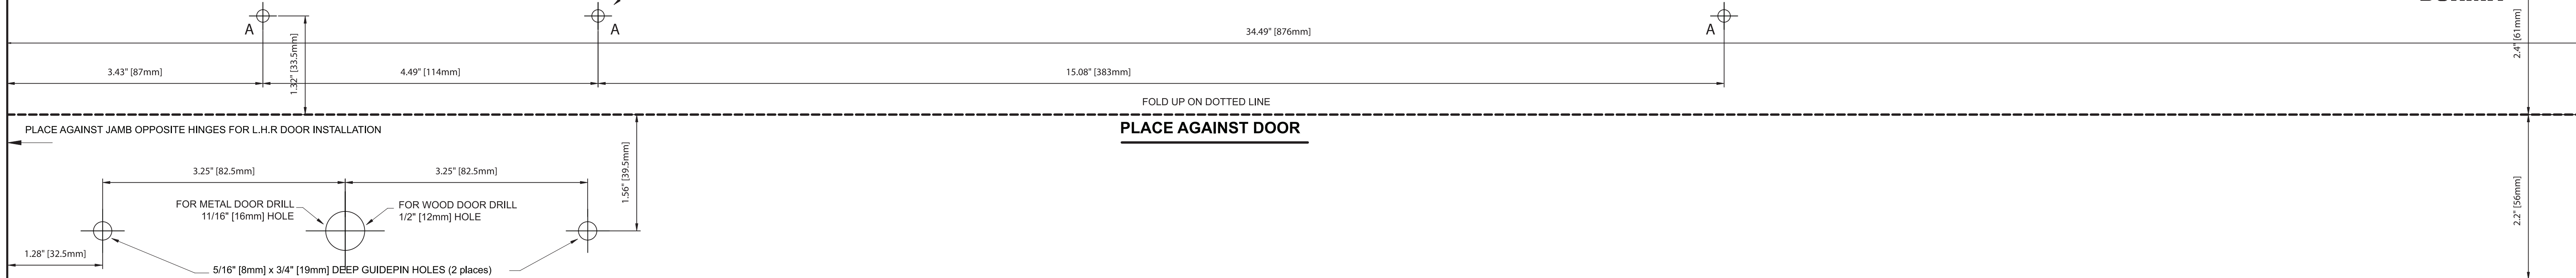 A
A
A
34.49" [876mm]
1.32" [33.5mm]
2.4" [61mm]
3.43" [87mm]
4.49" [114mm]
15.08" [383mm]
FOLD UP ON DOTTED LINE
PLACE AGAINST JAMB OPPOSITE HINGES FOR L.H.R DOOR INSTALLATION
PLACE AGAINST DOOR
3.25" [82.5mm]
3.25" [82.5mm]
1.56" [39.5mm]
2.2" [56mm]
FOR METAL DOOR DRILL
11/16" [16mm] HOLE
FOR WOOD DOOR DRILL
1/2" [12mm] HOLE
1.28" [32.5mm]
5/16" [8mm] x 3/4" [19mm] DEEP GUIDEPIN HOLES (2 places)